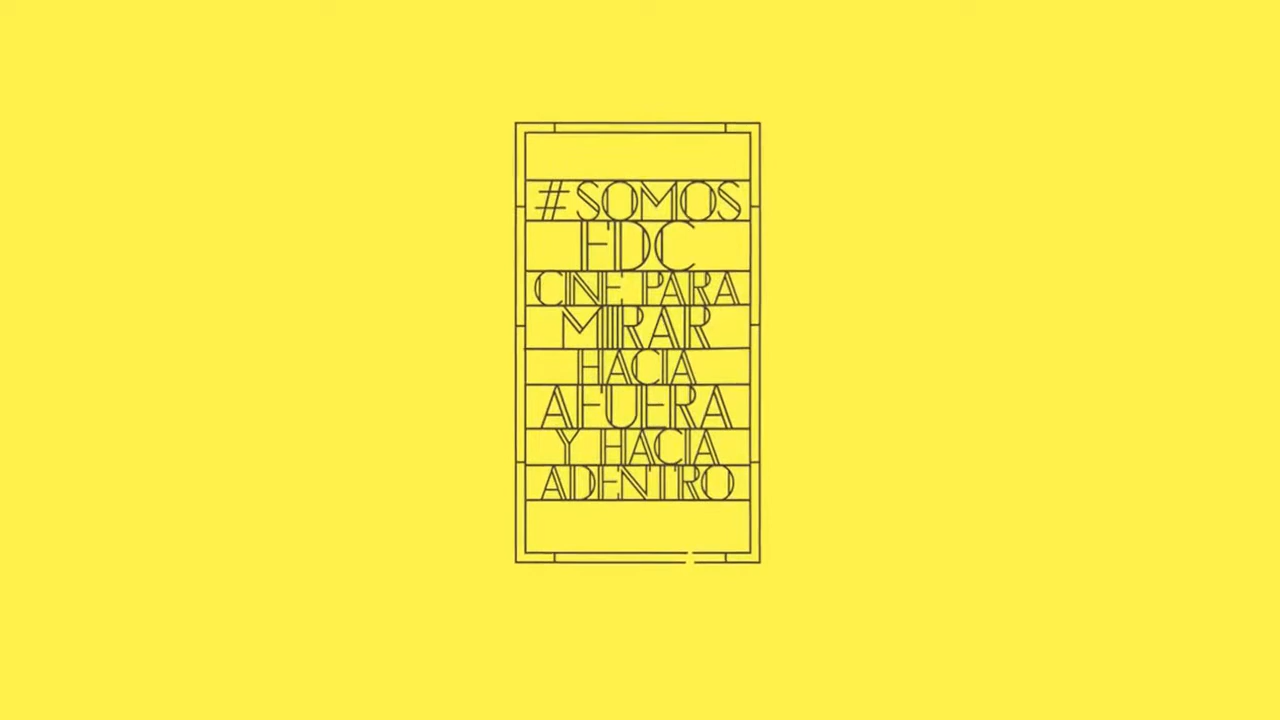 #SOMOS
FDC
CINE PARA
MIRAR
HACIA
AFUERA
Y HACIA
ADENTRO